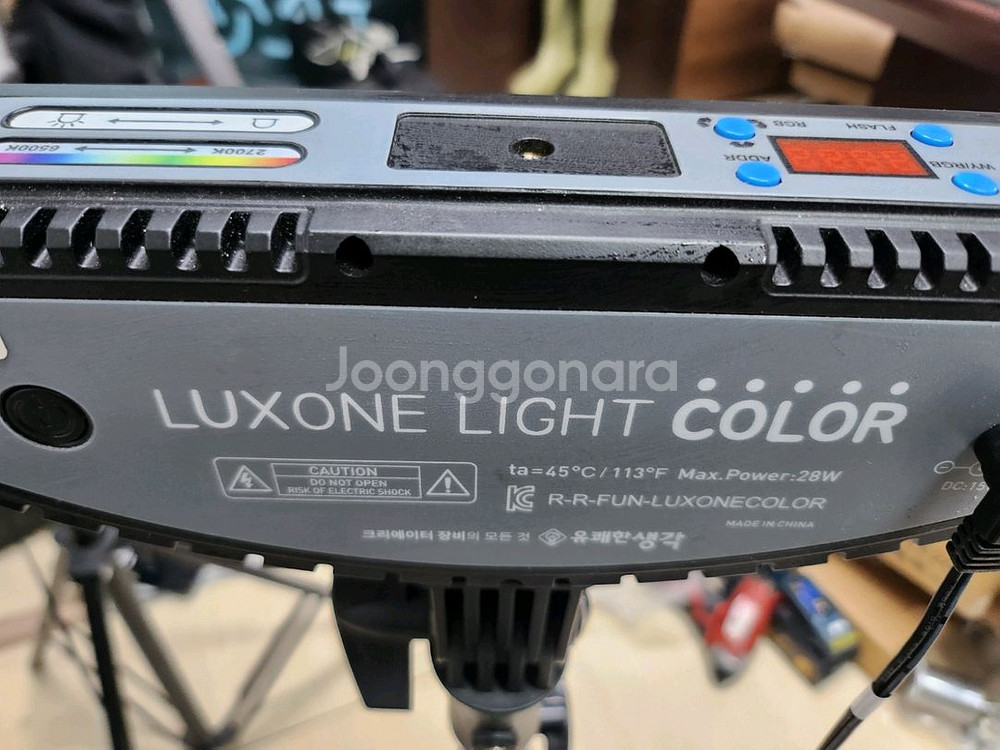 RGB FLASH
6500K 2700K ADDR WY/RGB
Joonggonara
LUXONE LIGHT COLOR
CAUTION
DO NOT OPEN
RISK OF ELECTRIC SHOCK
ta=45°C/113°F Max.Power:28W
R-R-FUN-LUXONECOLOR
MADE IN CHINA
크리에이터 장비의 모든 것 유쾌한생각